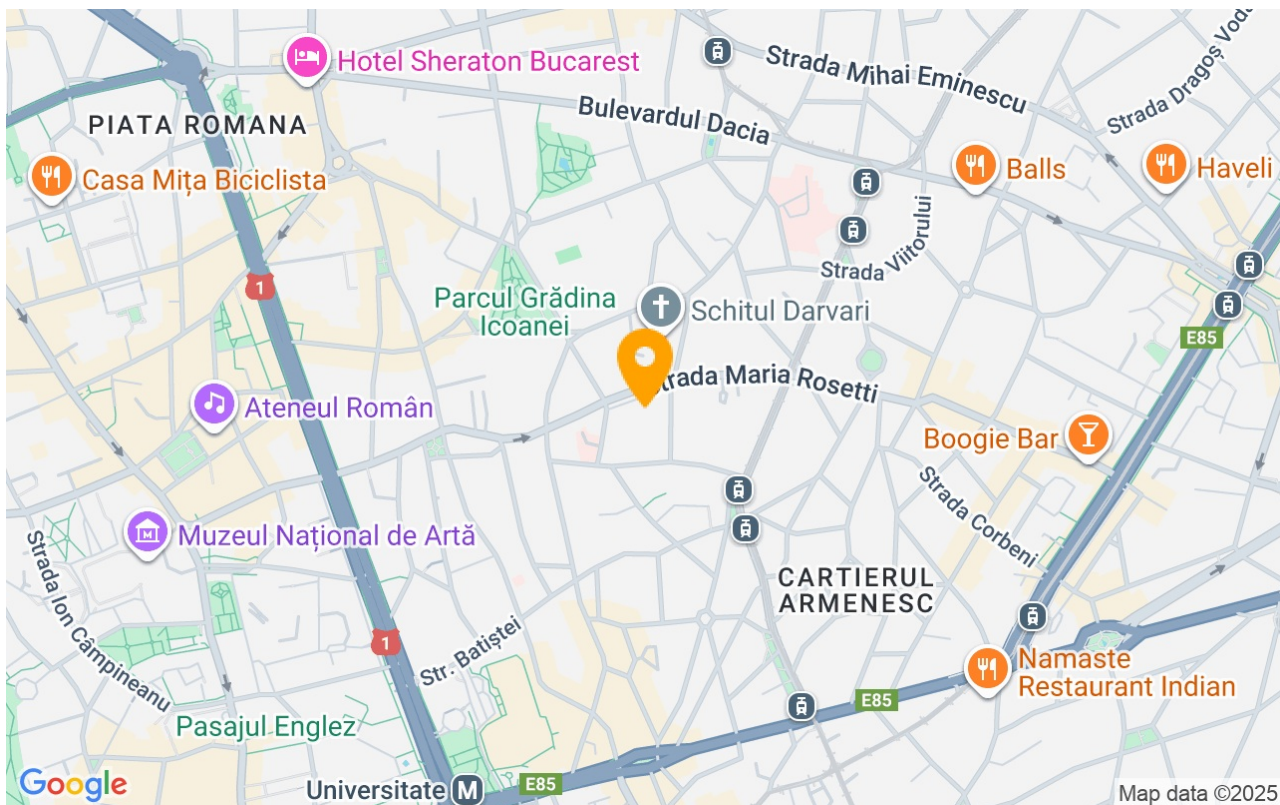 Hotel Sheraton Bucarest
Strada Mihai Eminescu
Strada Dragoș Vodă
PIATA ROMANA
Bulevardul Dacia
Casa Mița Biciclista
Balls
Haveli
Strada Viitorului
1
Parcul Grădina
Icoanei
Schitul Darvari
E85
Strada Maria Rosetti
Ateneul Român
Boogie Bar
Strada Corbeni
Muzeul Național de Artă
M
Strada Ion Câmpineanu
CARTIERUL
ARMENESC
1
Str. Batiștei
Namaste
Restaurant Indian
E85
Pasajul Englez
Google
Universitate M
E85
Map data ©2025